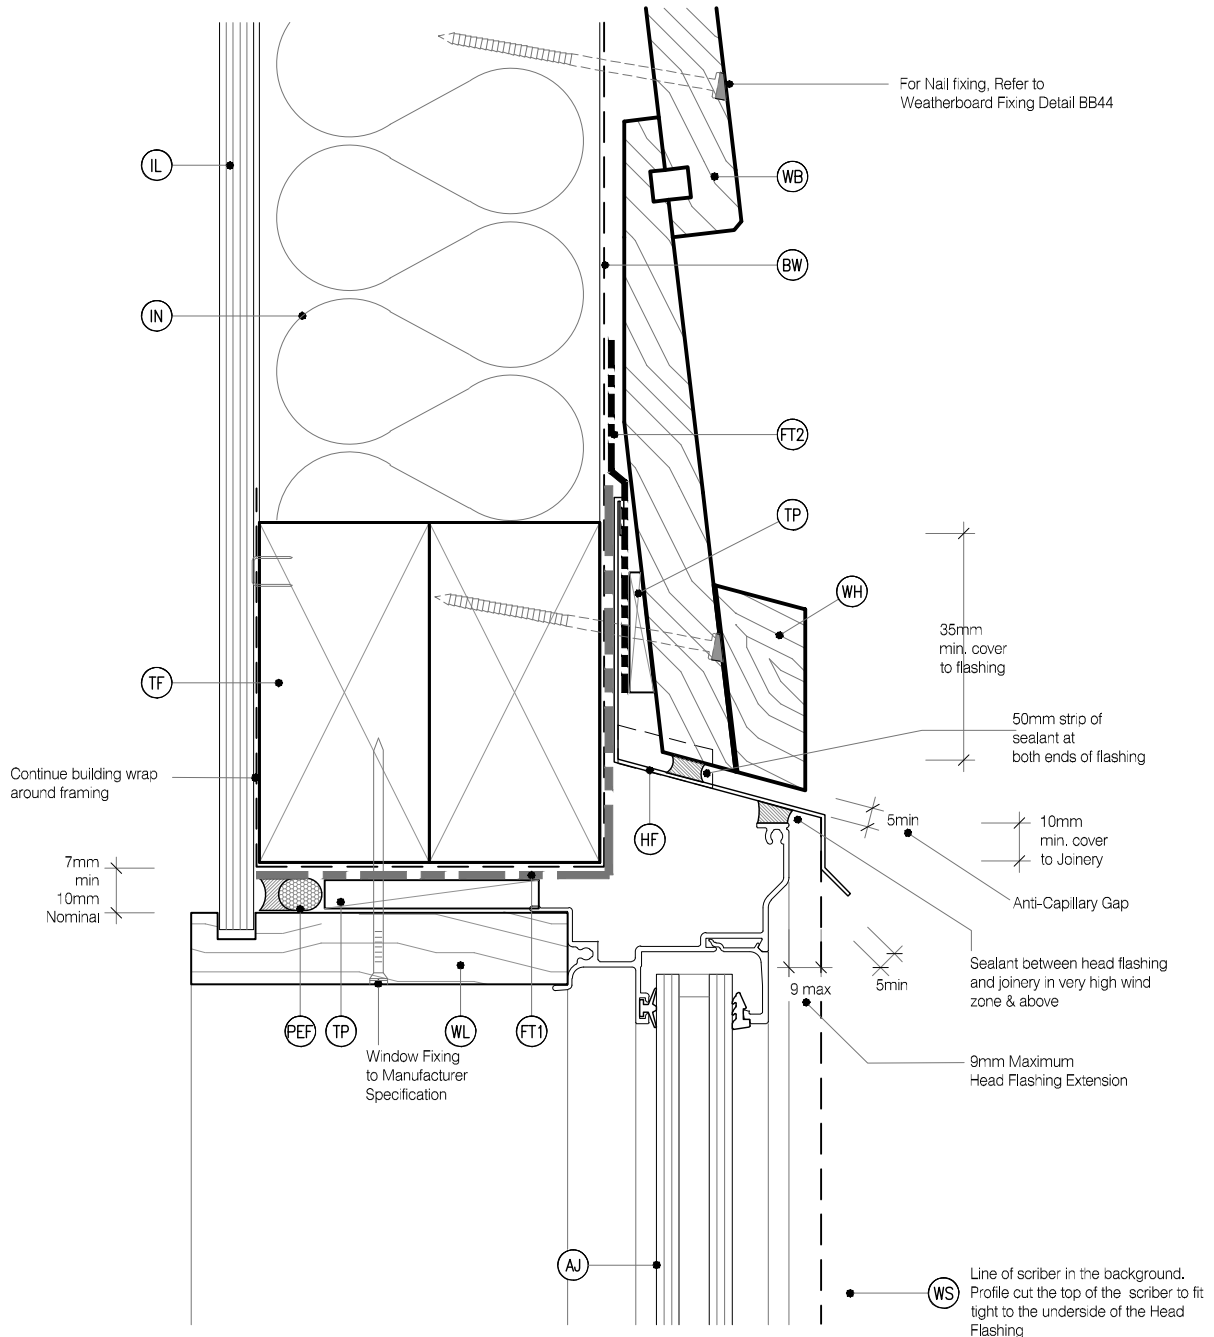 For Nail fixing, Refer to
Weatherboard Fixing Detail BB44
IL
WB
BW
IN
FT2
TP
WH
35mm
min. cover
to flashing
TF
50mm strip of
sealant at
both ends of flashing
Continue building wrap
around framing
HF
5min
10mm
min. cover
to Joinery
7mm
min
10mm
Nominal
Anti-Capillary Gap
Sealant between head flashing
and joinery in very high wind
zone & above
9 max
5min
PEF
TP
WL
FT1
Window Fixing
to Manufacturer
Specification
9mm Maximum
Head Flashing Extension
AJ
WS
Line of scriber in the background.
Profile cut the top of the scriber to fit
tight to the underside of the Head
Flashing